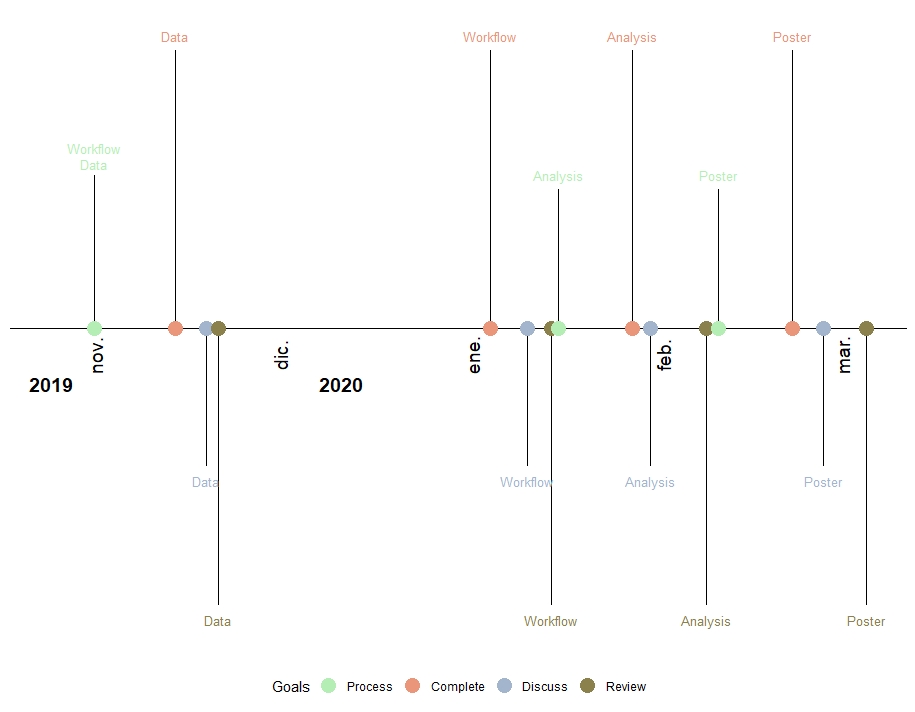 Data
Workflow
Analysis
Poster
Workflow
Data
Analysis
Poster
nov.
dic.
ene.
feb.
mar.
2019
2020
Data
Workflow
Analysis
Poster
Data
Workflow
Analysis
Poster
Goals Process Complete Discuss Review